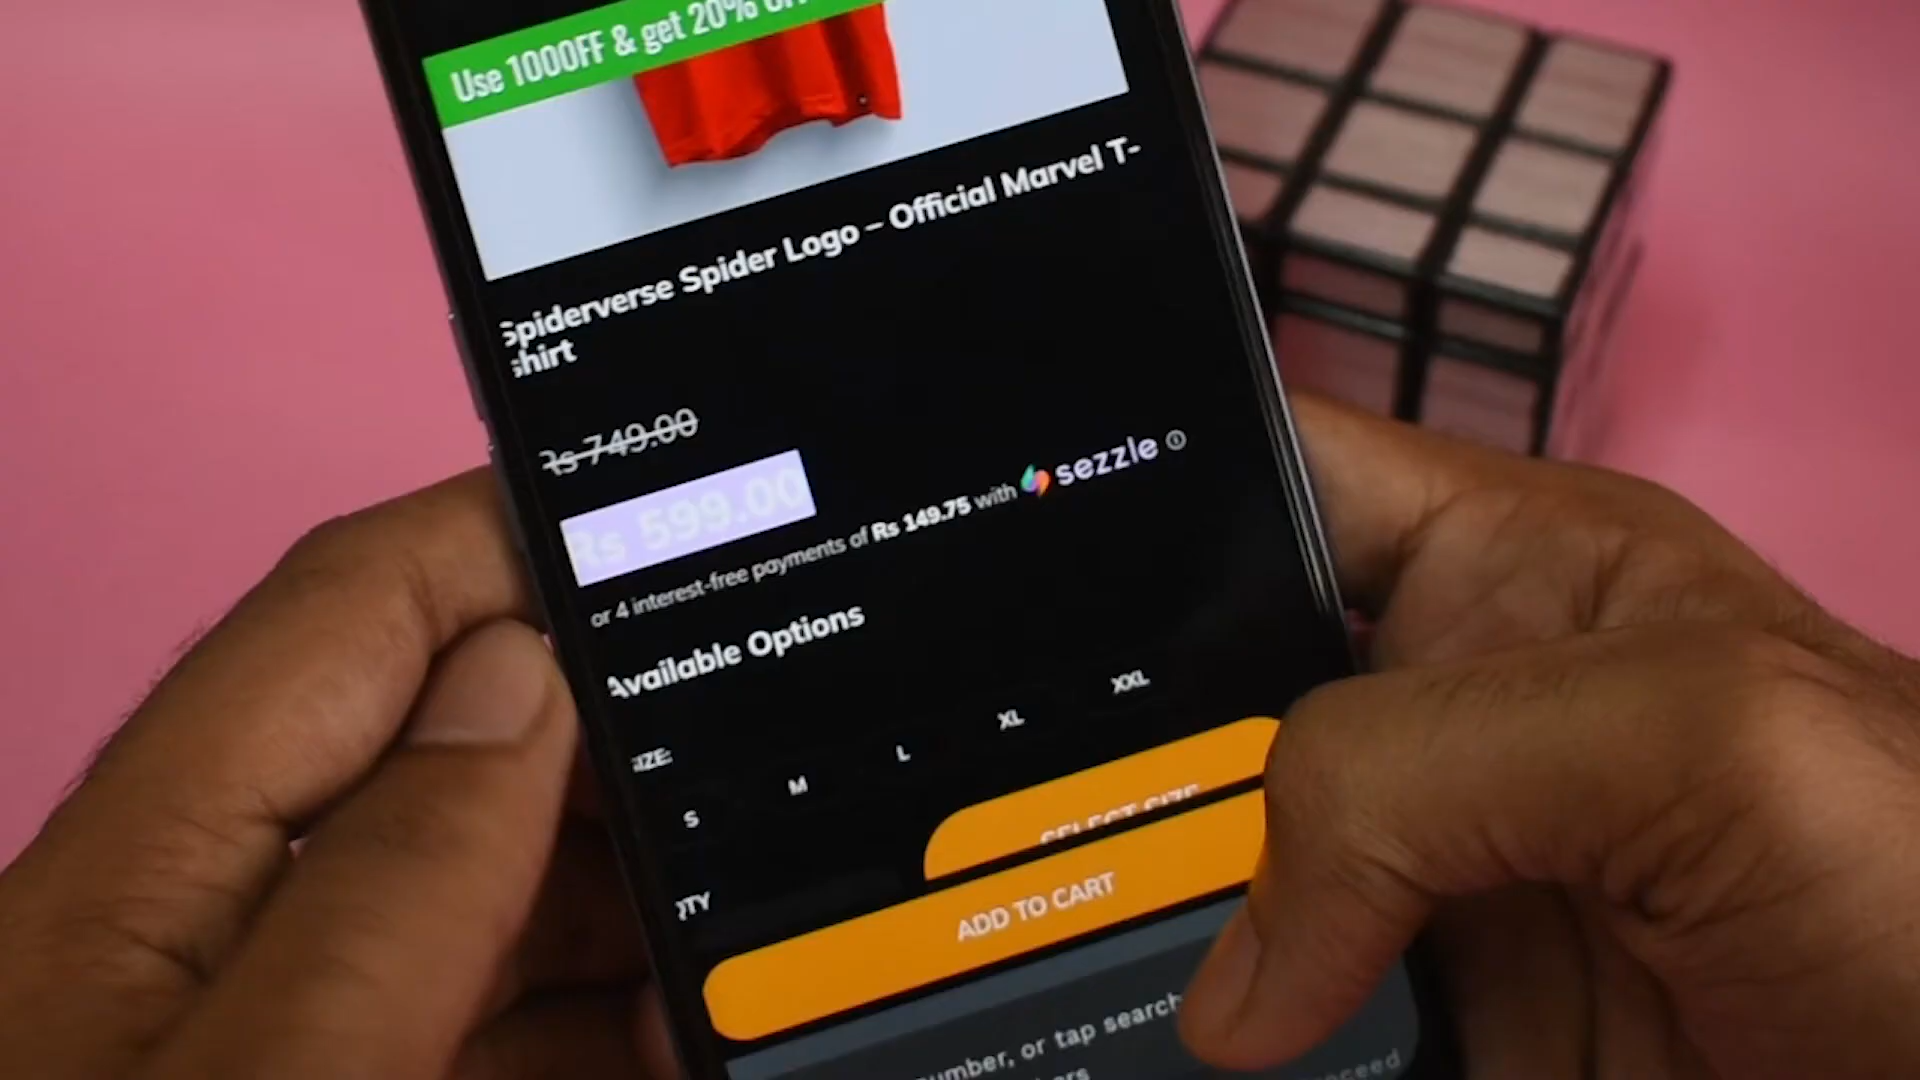 Use 1000FF & get 20%
Spiderverse Spider Logo – Official Marvel T-
shirt
Rs 749.00
Rs 599.00
or 4 interest-free payments of Rs 149.75 with sezzle
Available Options
IZE:
S M L XL XXL
SELECT SIZE
QTY
ADD TO CART
number, or tap search